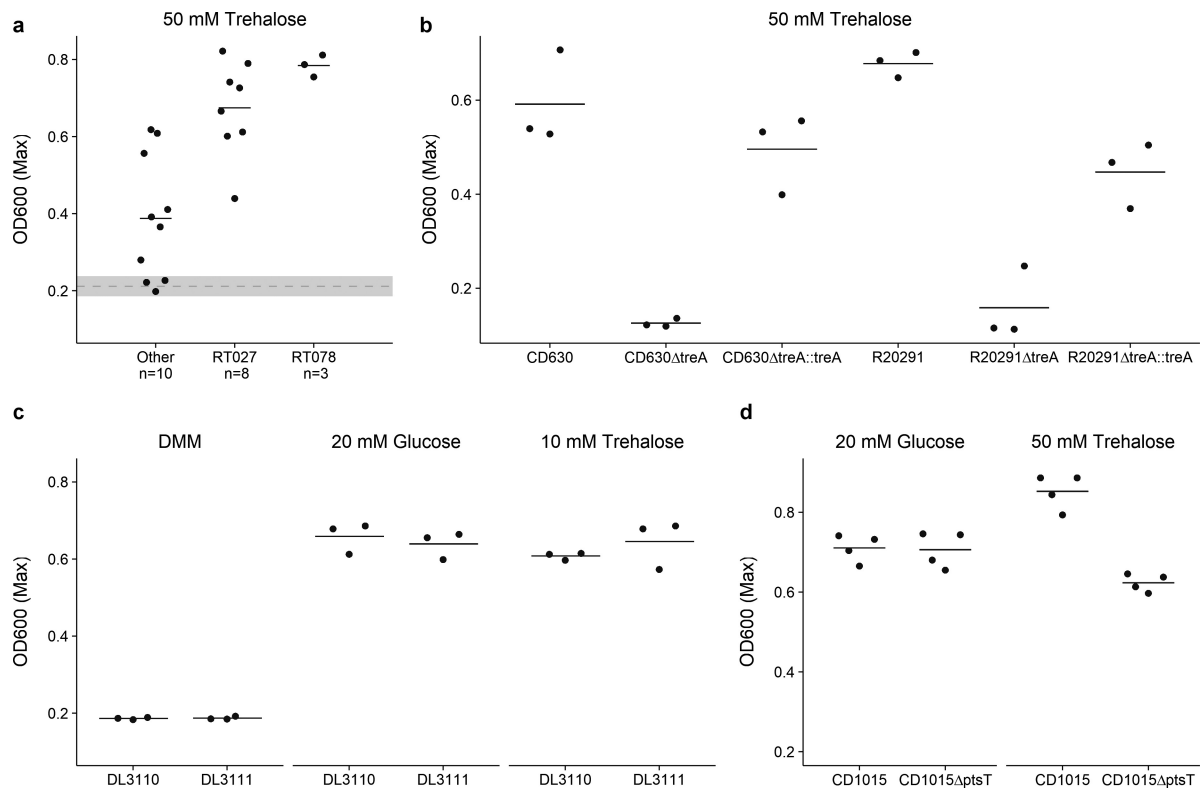 a
50 mM Trehalose
OD600 (Max)
0.8
0.6
0.4
0.2
Other RT027 RT078
n=10 n=8 n=3
b
50 mM Trehalose
OD600 (Max)
0.6
0.4
0.2
CD630 CD630ΔtreA CD630ΔtreA::treA R20291 R20291ΔtreA R20291ΔtreA::treA
c
DMM 20 mM Glucose 10 mM Trehalose
OD600 (Max)
0.8
0.6
0.4
0.2
DL3110 DL3111 DL3110 DL3111 DL3110 DL3111
d
20 mM Glucose 50 mM Trehalose
OD600 (Max)
0.8
0.6
0.4
0.2
CD1015 CD1015ΔptsT CD1015 CD1015ΔptsT